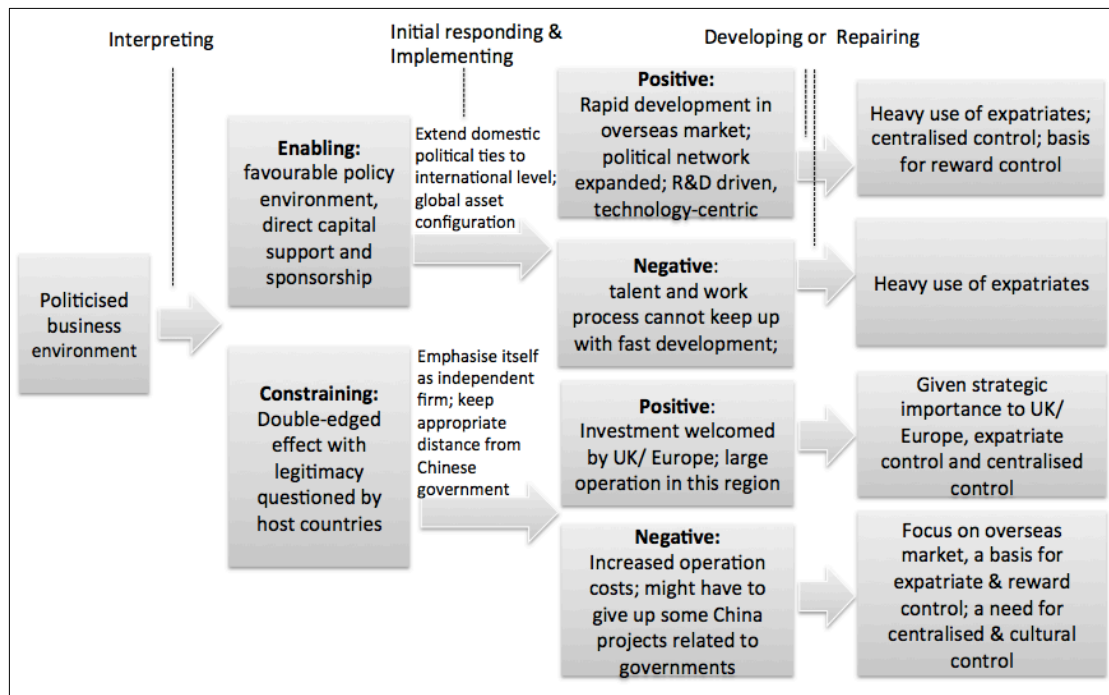 Interpreting
Initial responding &
Implementing
Developing or Repairing
Politicised
business
environment
Enabling:
favourable policy
environment,
direct capital
support and
sponsorship
Extend domestic
political ties to
international level;
global asset
configuration
Positive:
Rapid development in
overseas market;
political network
expanded; R&D driven,
technology-centric
Heavy use of expatriates;
centralised control; basis
for reward control
Negative:
talent and work
process cannot keep up
with fast development;
Heavy use of expatriates
Constraining:
Double-edged
effect with
legitimacy
questioned by
host countries
Emphasise itself
as independent
firm; keep
appropriate
distance from
Chinese
government
Positive:
Investment welcomed
by UK/ Europe; large
operation in this region
Given strategic
importance to UK/
Europe, expatriate
control and centralised
control
Negative:
Increased operation
costs; might have to
give up some China
projects related to
governments
Focus on overseas
market, a basis for
expatriate & reward
control; a need for
centralised & cultural
control